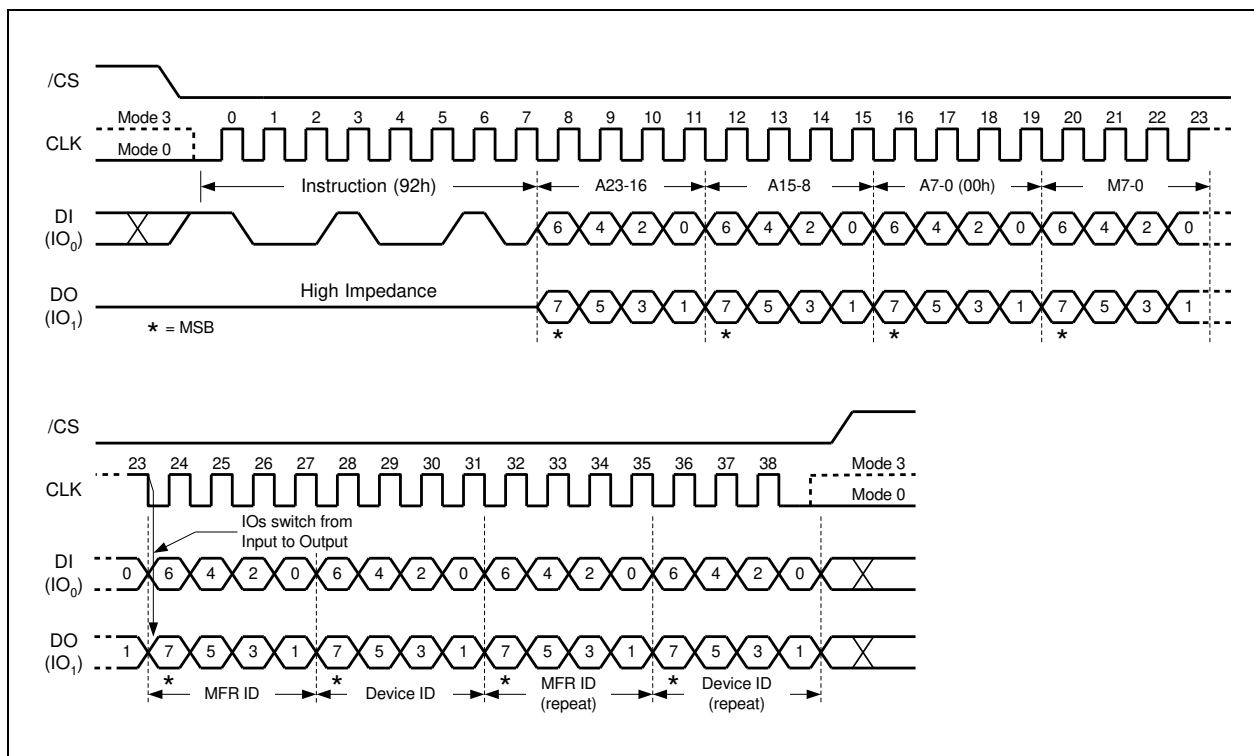 /CS
Mode 3 0 1 2 3 4 5 6 7 8 9 10 11 12 13 14 15 16 17 18 19 20 21 22 23
CLK
Mode 0
Instruction (92h) A23-16 A15-8 A7-0 (00h) M7-0
DI
(IO0)
6 4 2 0 6 4 2 0 6 4 2 0 6 4 2 0
High Impedance
DO
(IO1)
7 5 3 1 7 5 3 1 7 5 3 1 7 5 3 1
* * * *
* = MSB
/CS
23 24 25 26 27 28 29 30 31 32 33 34 35 36 37 38 Mode 3
CLK
Mode 0
IOs switch from
Input to Output
DI
(IO0)
0 6 4 2 0 6 4 2 0 6 4 2 0 6 4 2 0
DO
(IO1)
1 7 5 3 1 7 5 3 1 7 5 3 1 7 5 3 1
* * * *
MFR ID Device ID MFR ID (repeat) Device ID (repeat)